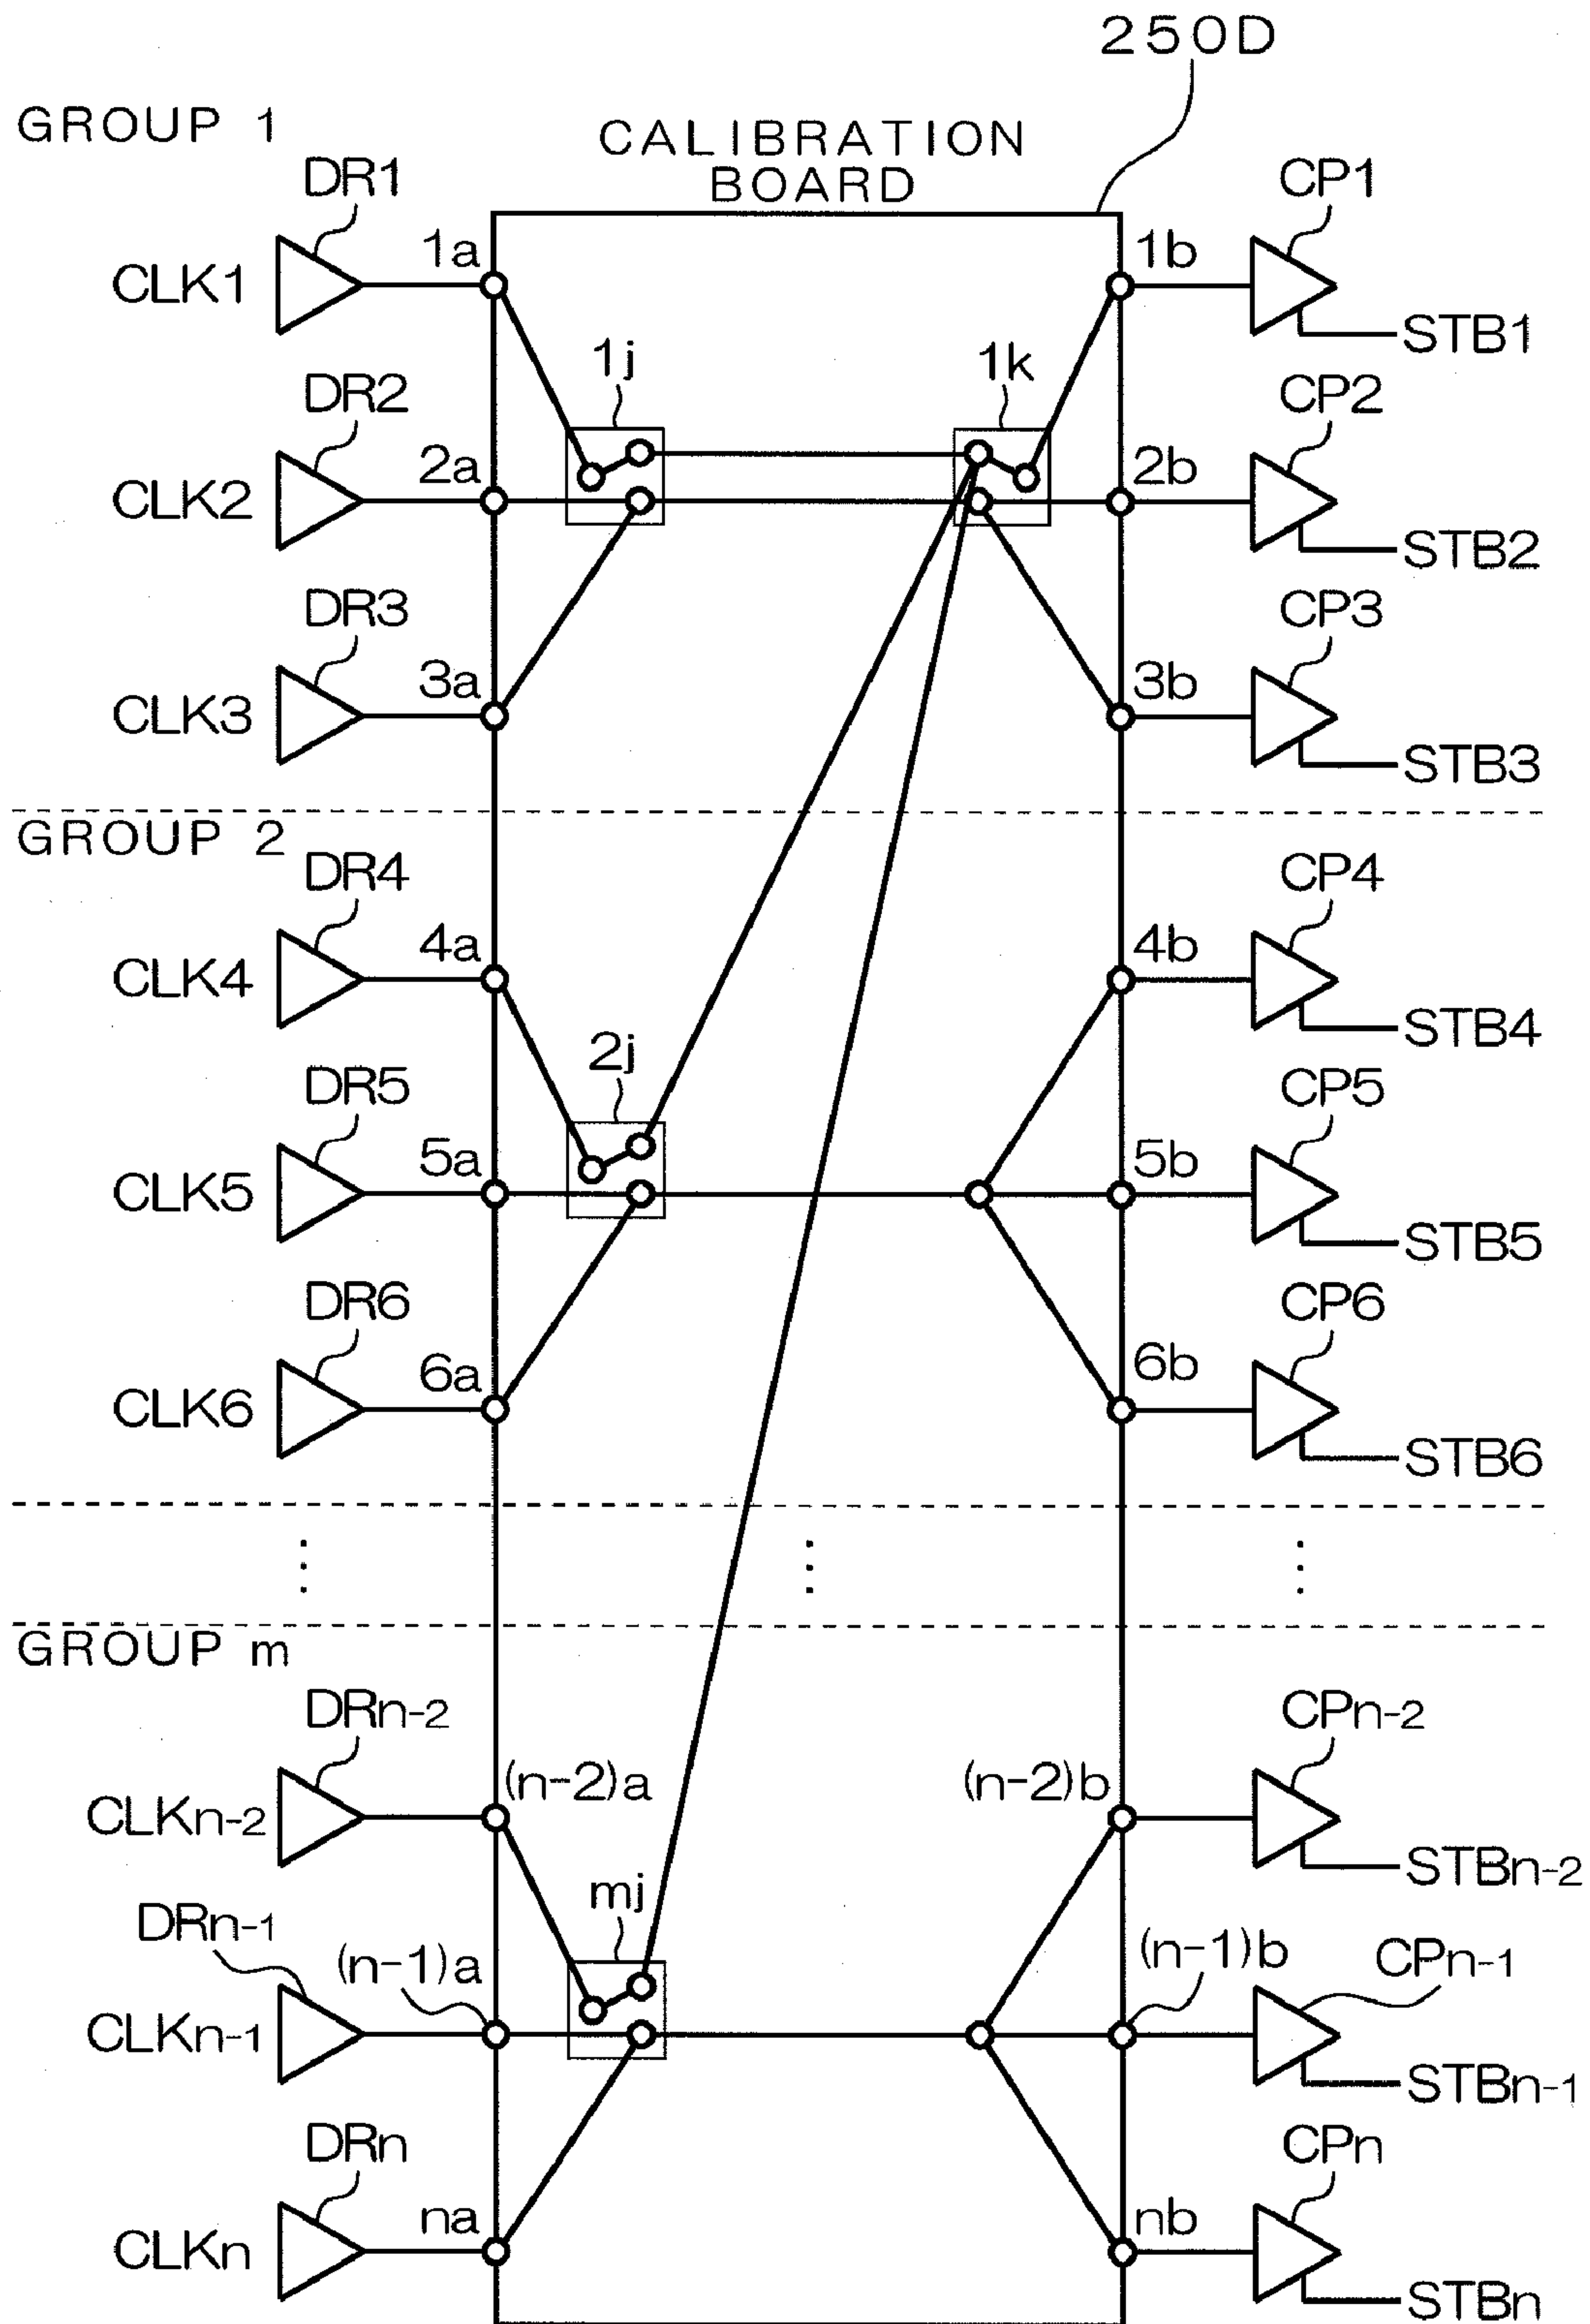 250D
GROUP 1
CALIBRATION
BOARD
DR1
CP1
1a
1b
CLK1
STB1
1j
1k
DR2
CP2
2a
2b
CLK2
STB2
DR3
CP3
3a
3b
CLK3
STB3
GROUP 2
DR4
CP4
4a
4b
CLK4
STB4
2j
DR5
CP5
5a
5b
CLK5
STB5
DR6
CP6
6a
6b
CLK6
STB6
GROUP m
DRn-2
CPn-2
(n-2)a
(n-2)b
CLKn-2
STBn-2
mj
DRn-1
(n-1)a
(n-1)b
CPn-1
CLKn-1
STBn-1
DRn
CPn
na
nb
CLKn
STBn